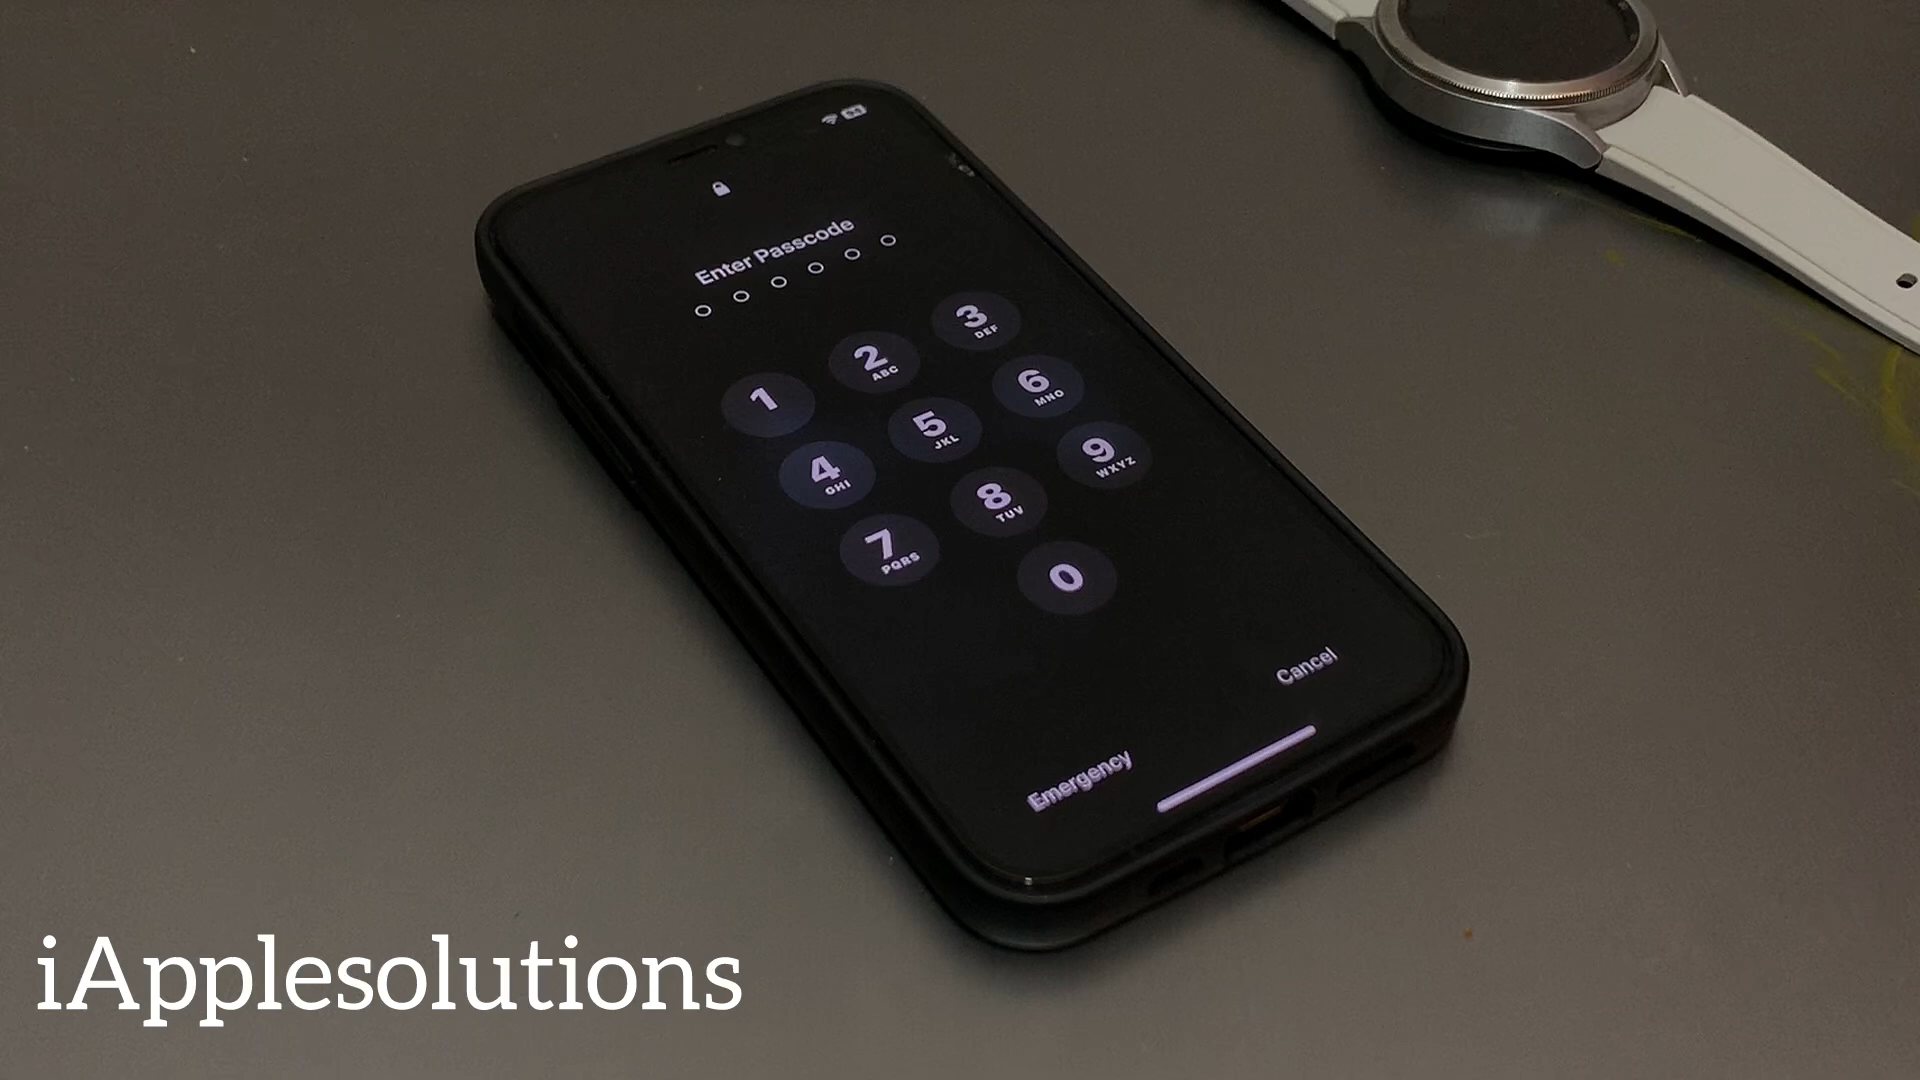 94
Enter Passcode
1
2
ABC
3
DEF
4
GHI
5
JKL
6
MNO
7
PQRS
8
TUV
9
WXYZ
0
Cancel
Emergency
iApplesolutions